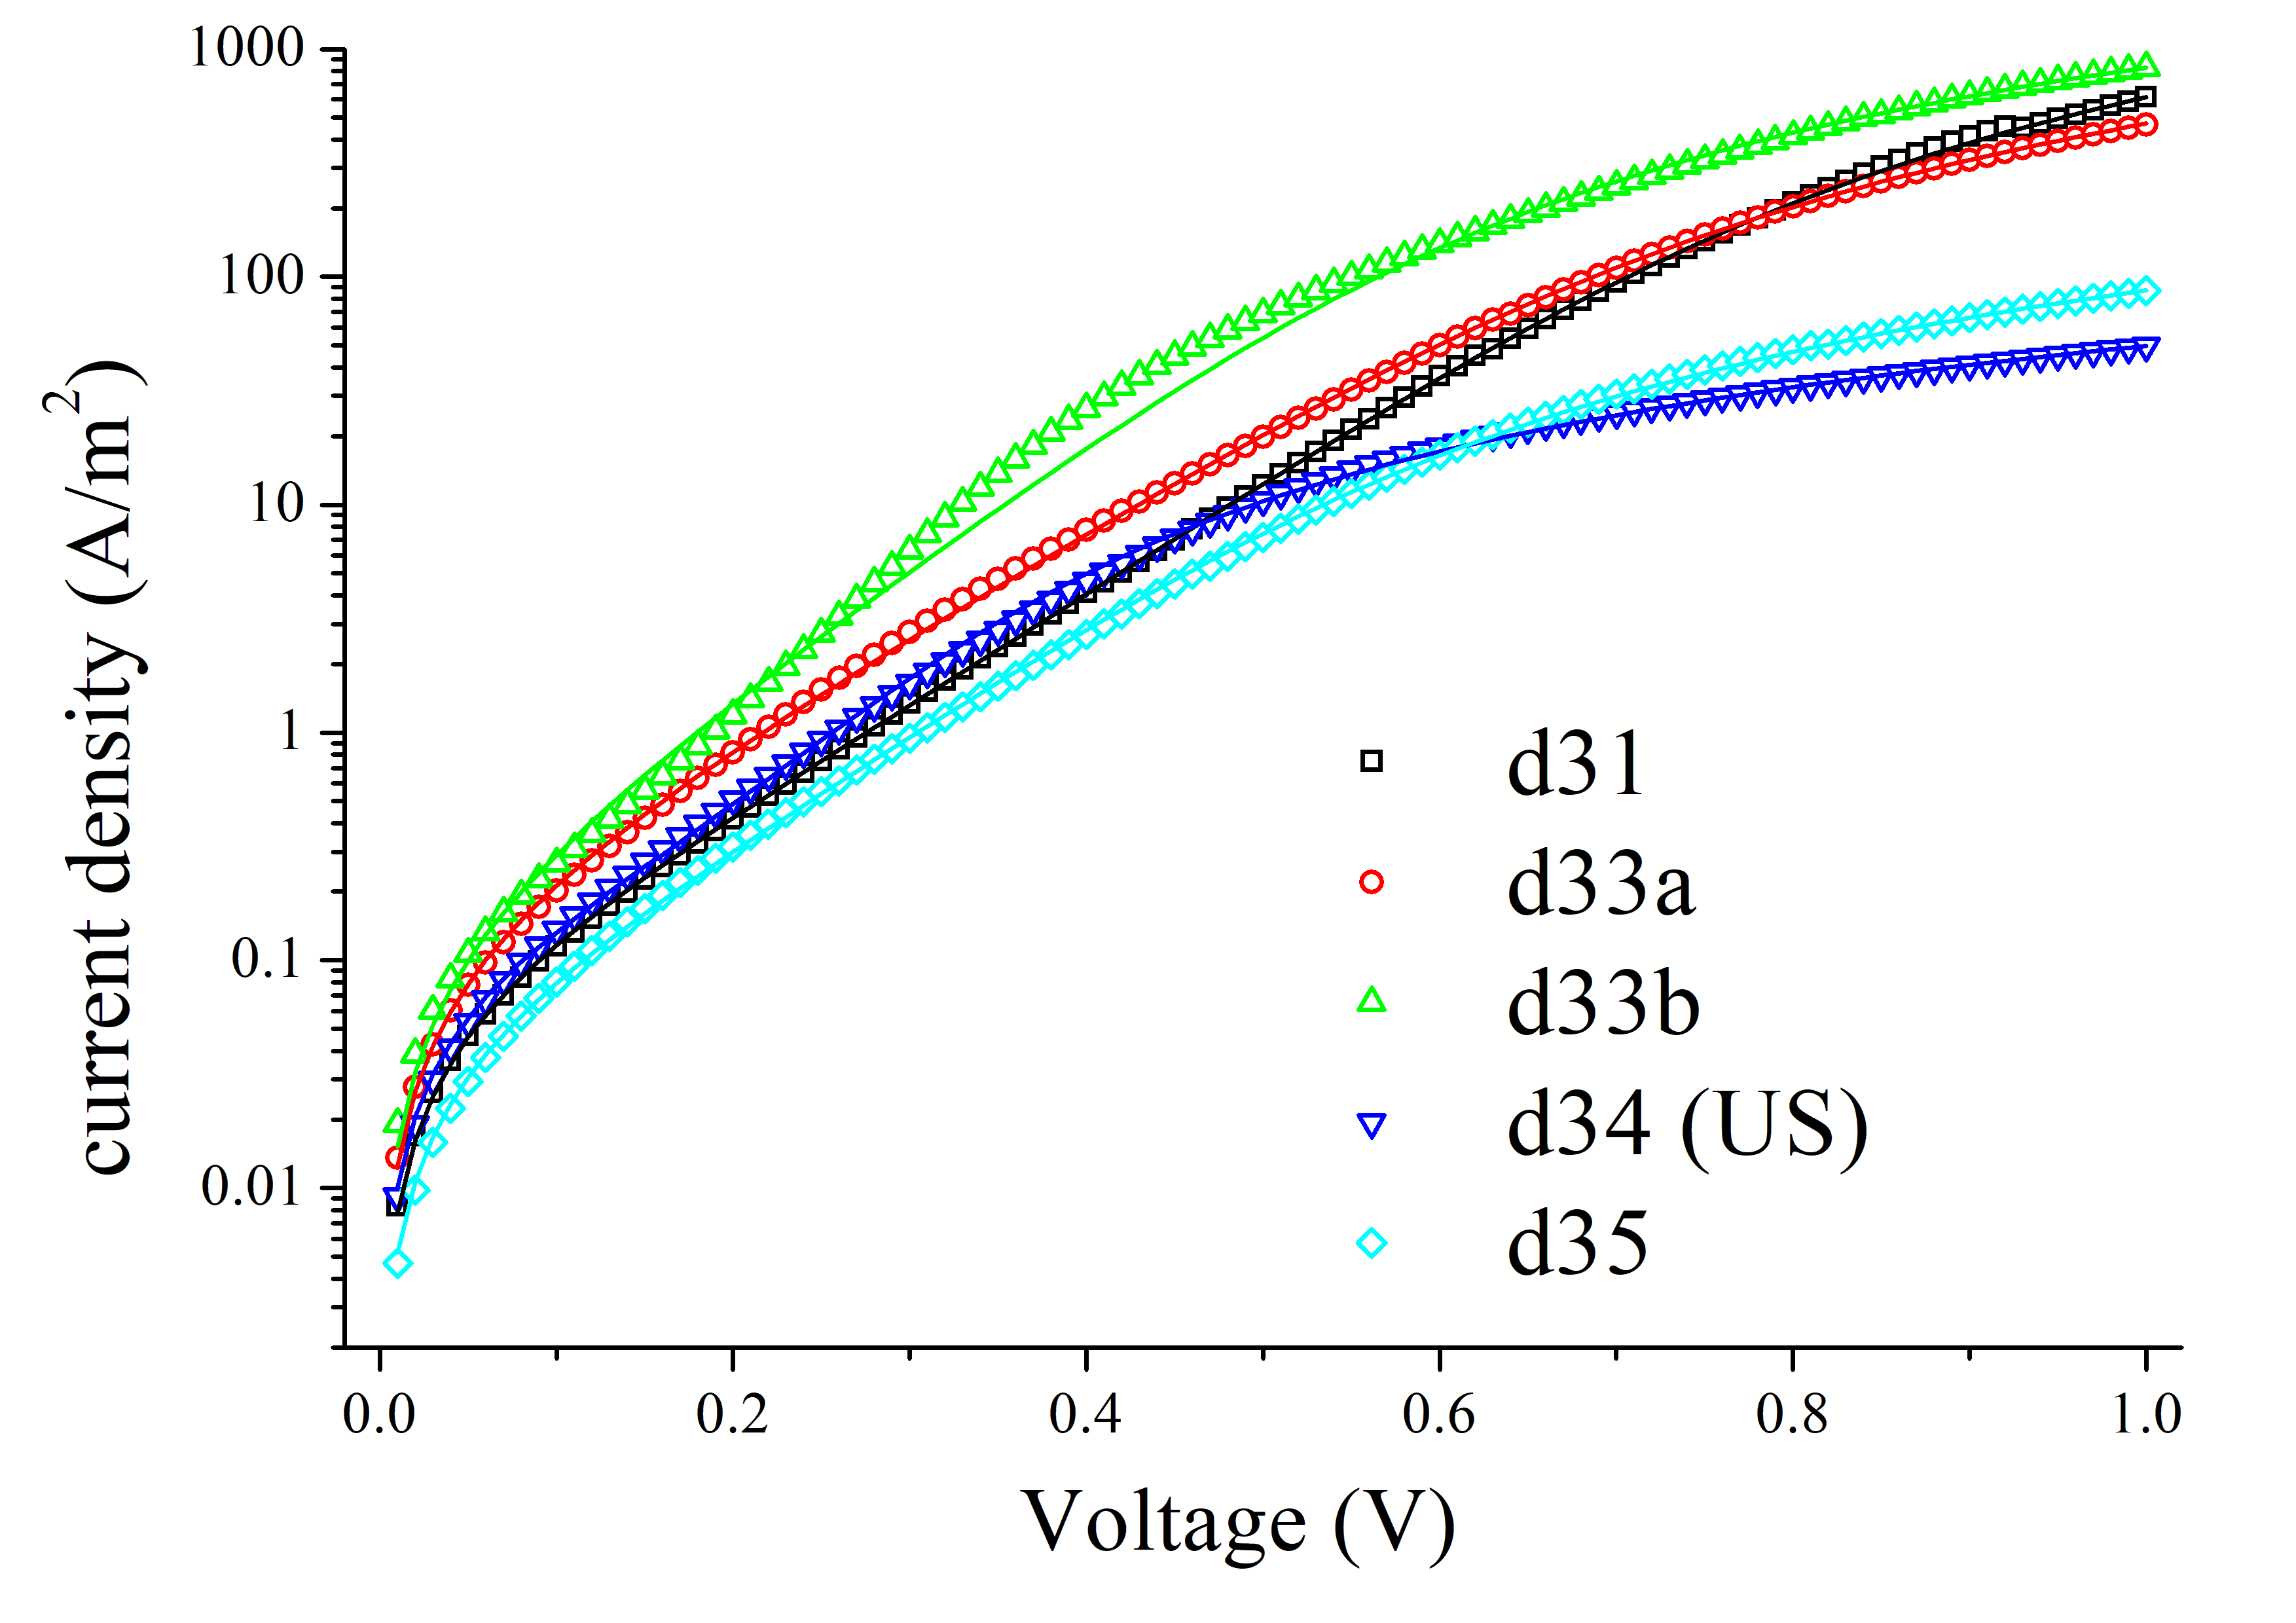 1000
100
10
1
0.1
0.01
current density (A/m²)
d31
d33a
d33b
d34 (US)
d35
0.0 0.2 0.4 0.6 0.8 1.0
Voltage (V)